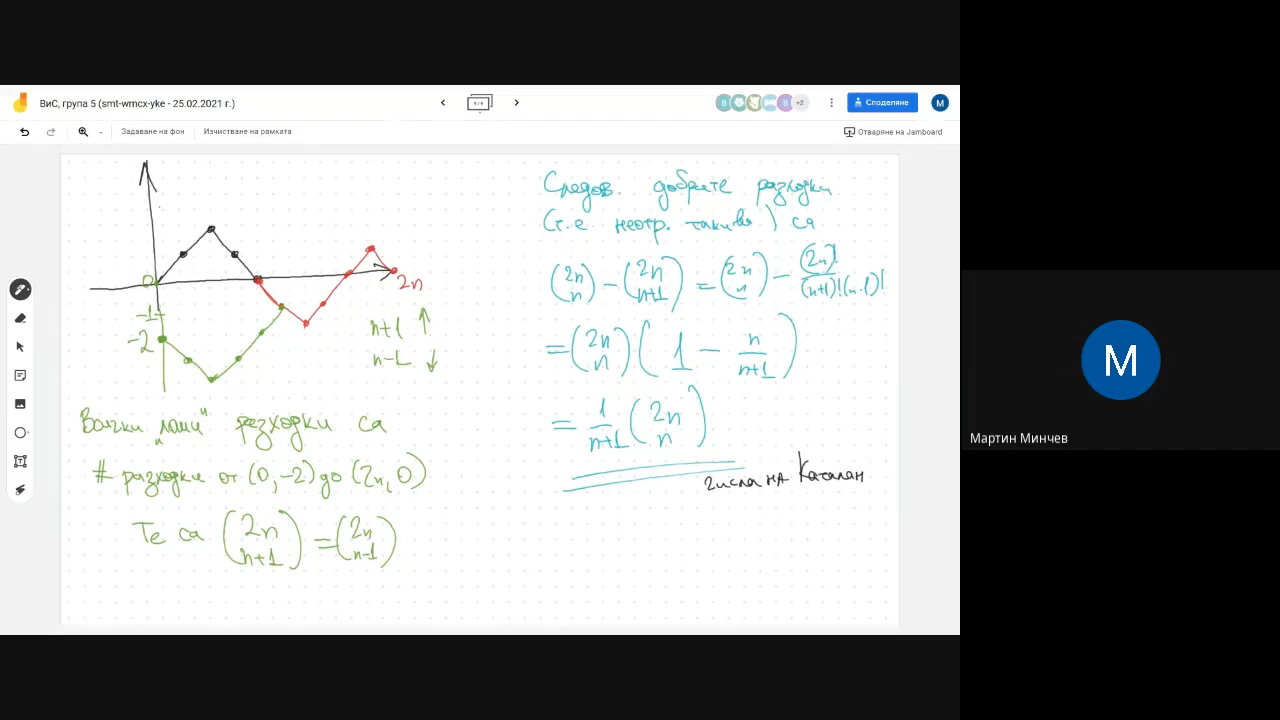 ВиС, група 5 (smt-wmcx-yke - 25.02.2021 г.)
9/9
B
B
+2
Споделяне
M
Задаване на фон
Изчистване на рамката
Отваряне на Jamboard
0
-1
-2
2n
n+1 ↑
n-1 ↓
Всички "лоши" разходки са
# разходки от (0,-2) до (2n,0)
Те са (2n n+1) = (2n n-1)
Следов. добрите разходки
(т.е. неотр. такива) са
(2n n) - (2n n+1) = (2n n) - (2n)!/(n+1)!(n-1)!
= (2n n) (1 - n/n+1)
= 1/n+1 (2n n)
числа на Каталан
M
Мартин Минчев